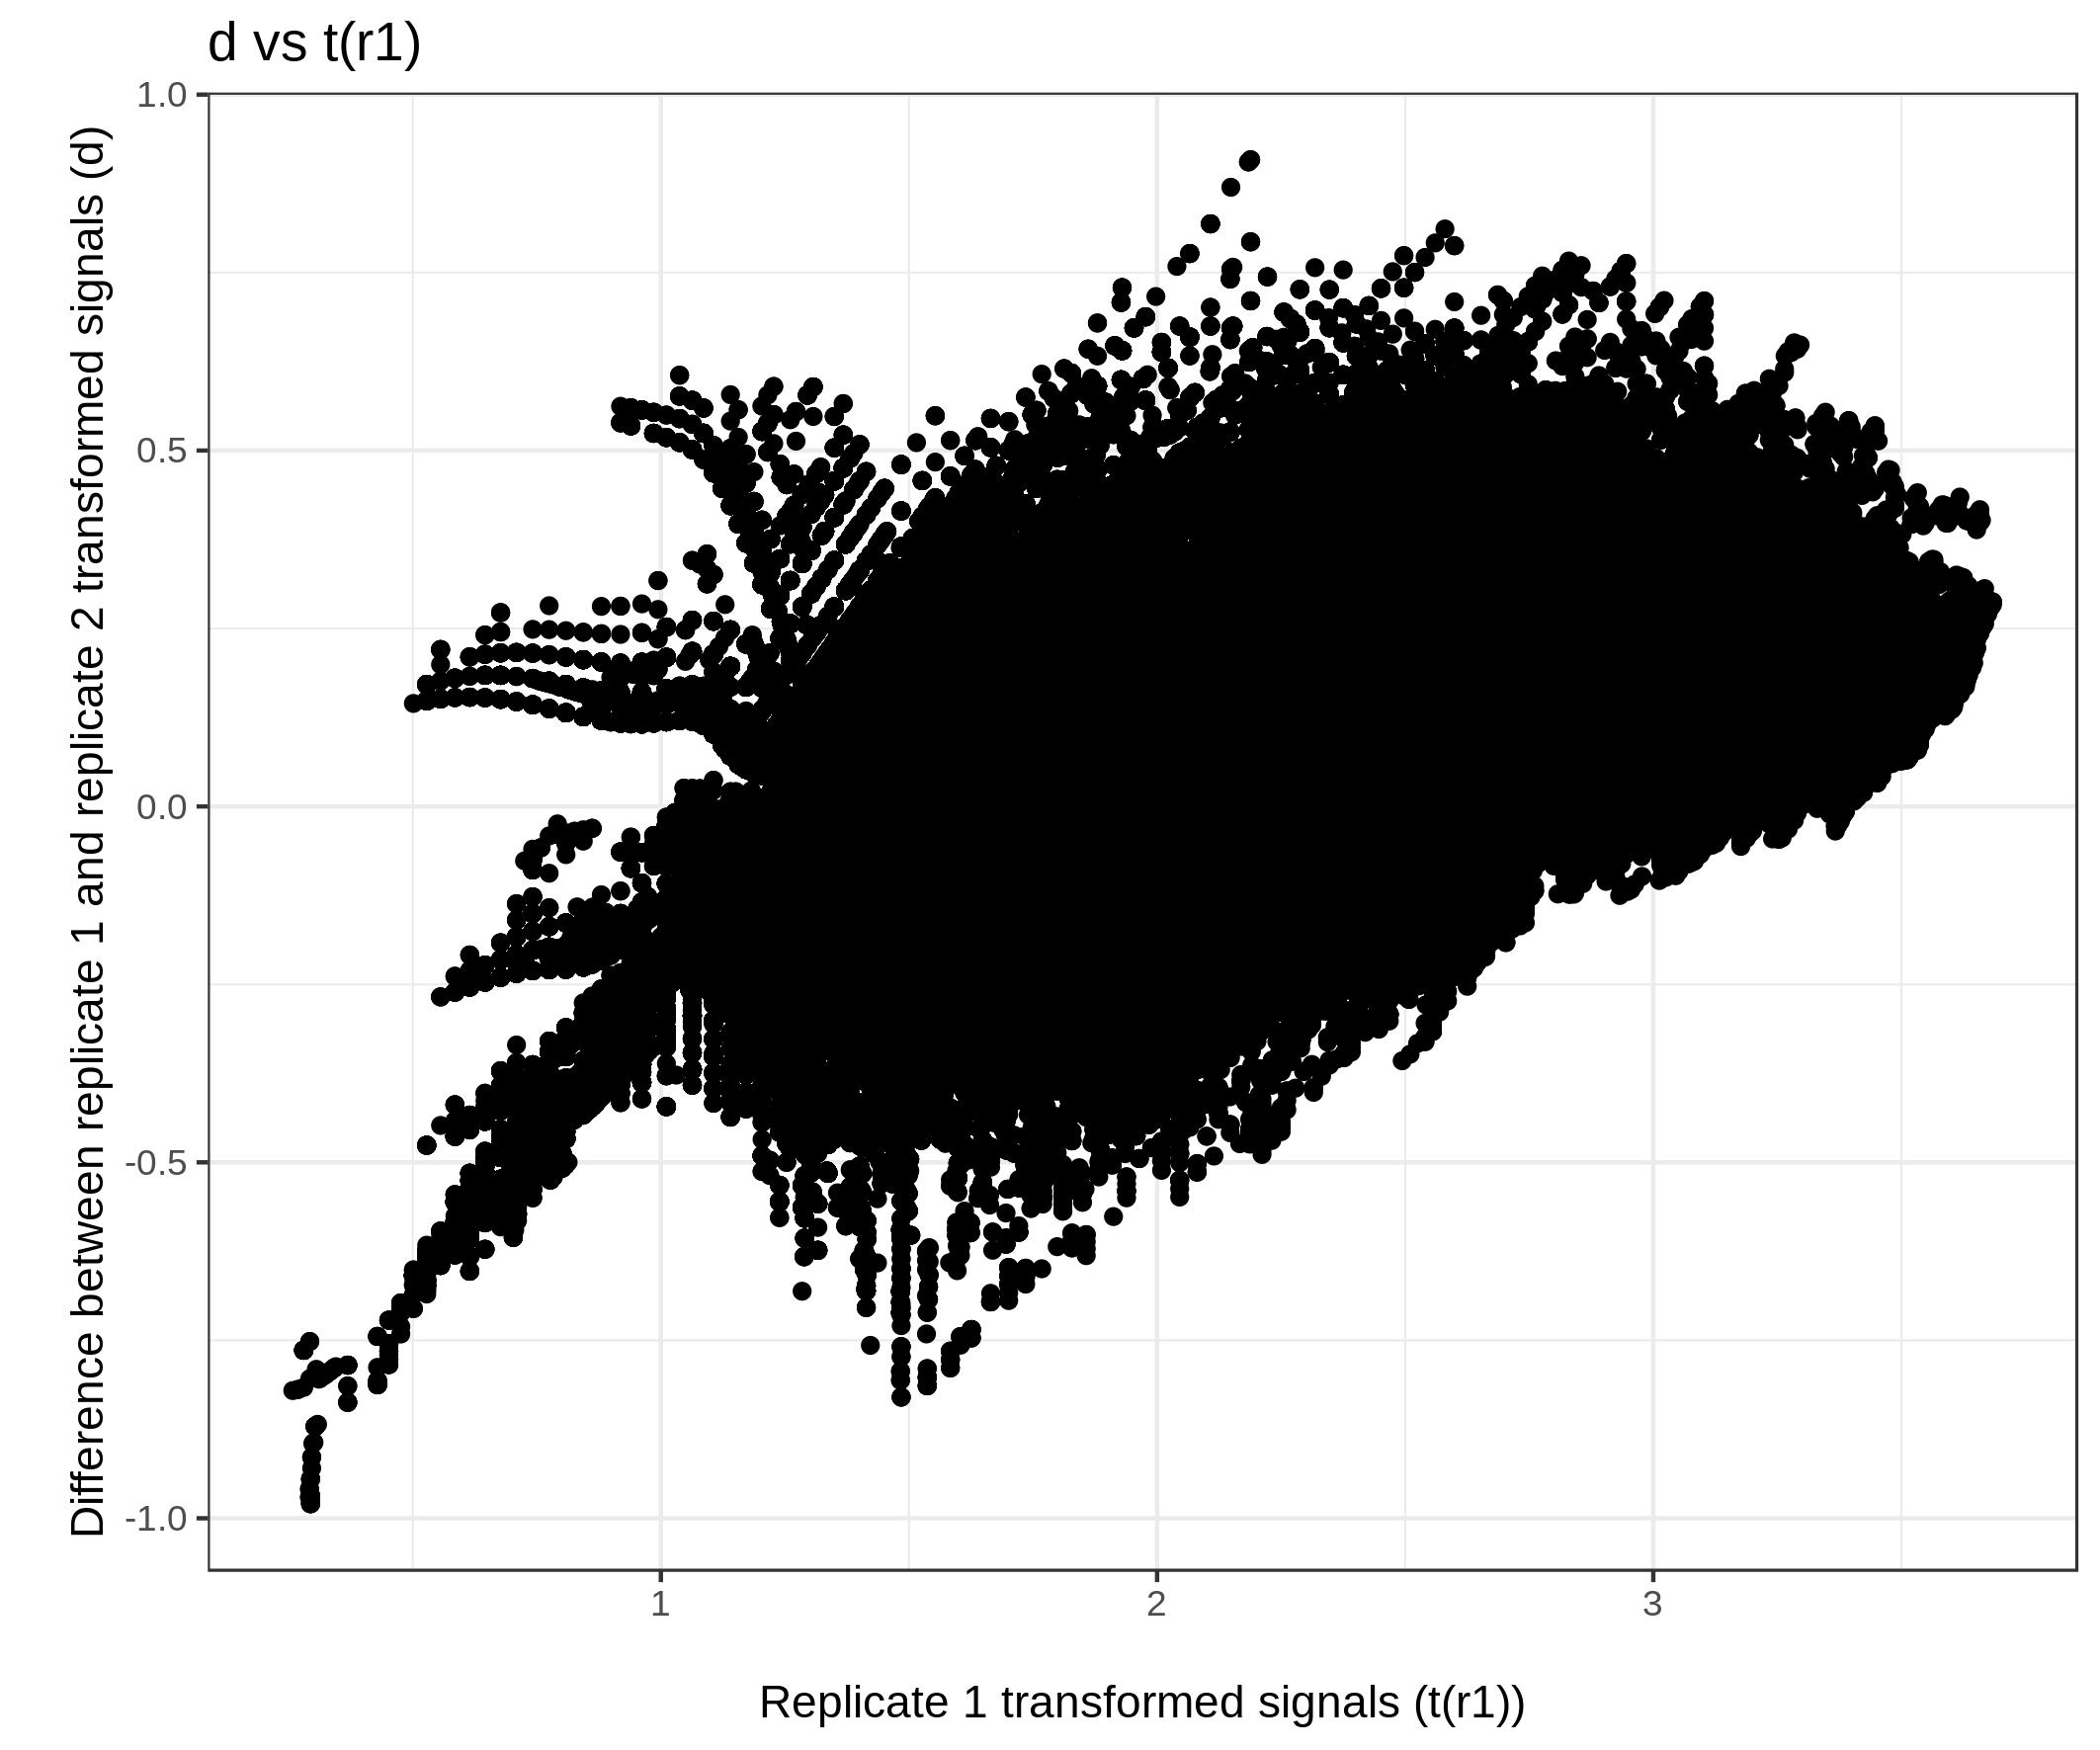 d vs t(r1)
Difference between replicate 1 and replicate 2 transformed signals (d)
1.0
0.5
0.0
-0.5
-1.0
1
2
3
Replicate 1 transformed signals (t(r1))